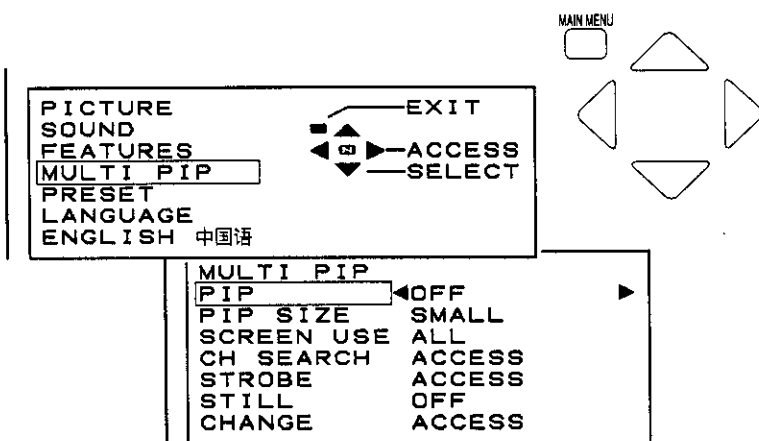 MAIN MENU
PICTURE
SOUND
FEATURES
MULTI PIP
PRESET
LANGUAGE
ENGLISH 中国语
EXIT
ACCESS
SELECT
MULTI PIP
PIP ◀OFF ▶
PIP SIZE SMALL
SCREEN USE ALL
CH SEARCH ACCESS
STROBE ACCESS
STILL OFF
CHANGE ACCESS